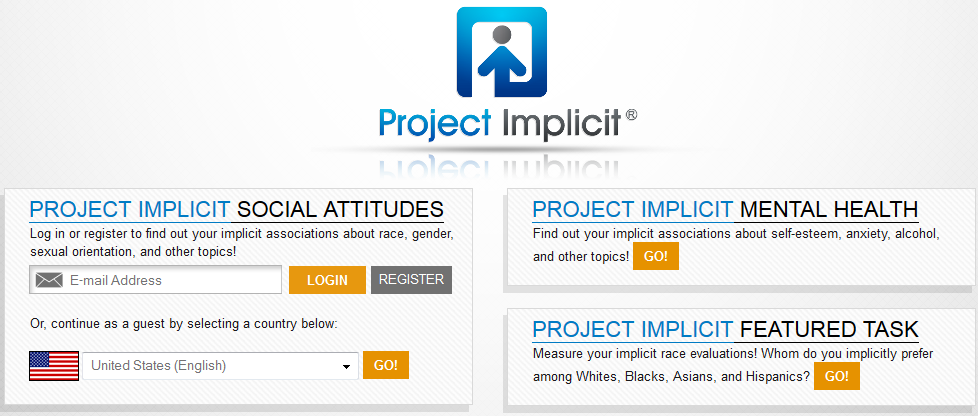 Project Implicit®
PROJECT IMPLICIT SOCIAL ATTITUDES
Log in or register to find out your implicit associations about race, gender,
sexual orientation, and other topics!
E-mail Address
LOGIN
REGISTER
Or, continue as a guest by selecting a country below:
United States (English)
GO!
PROJECT IMPLICIT MENTAL HEALTH
Find out your implicit associations about self-esteem, anxiety, alcohol,
and other topics! GO!
PROJECT IMPLICIT FEATURED TASK
Measure your implicit race evaluations! Whom do you implicitly prefer
among Whites, Blacks, Asians, and Hispanics? GO!